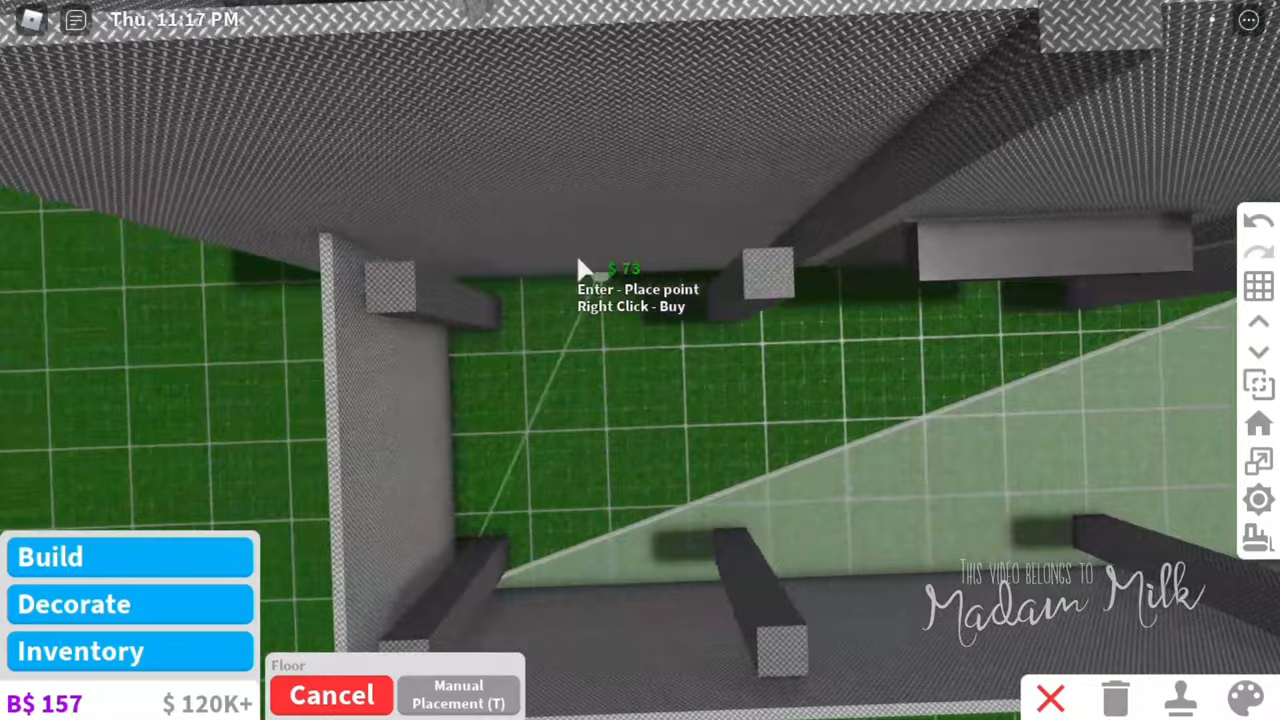 Thu. 11:17 PM
$ 73
Enter - Place point
Right Click - Buy
Build
Decorate
Inventory
B$ 157 $ 120K+
Floor
Cancel
Manual
Placement (T)
THIS VIDEO BELONGS TO
Madam Milk